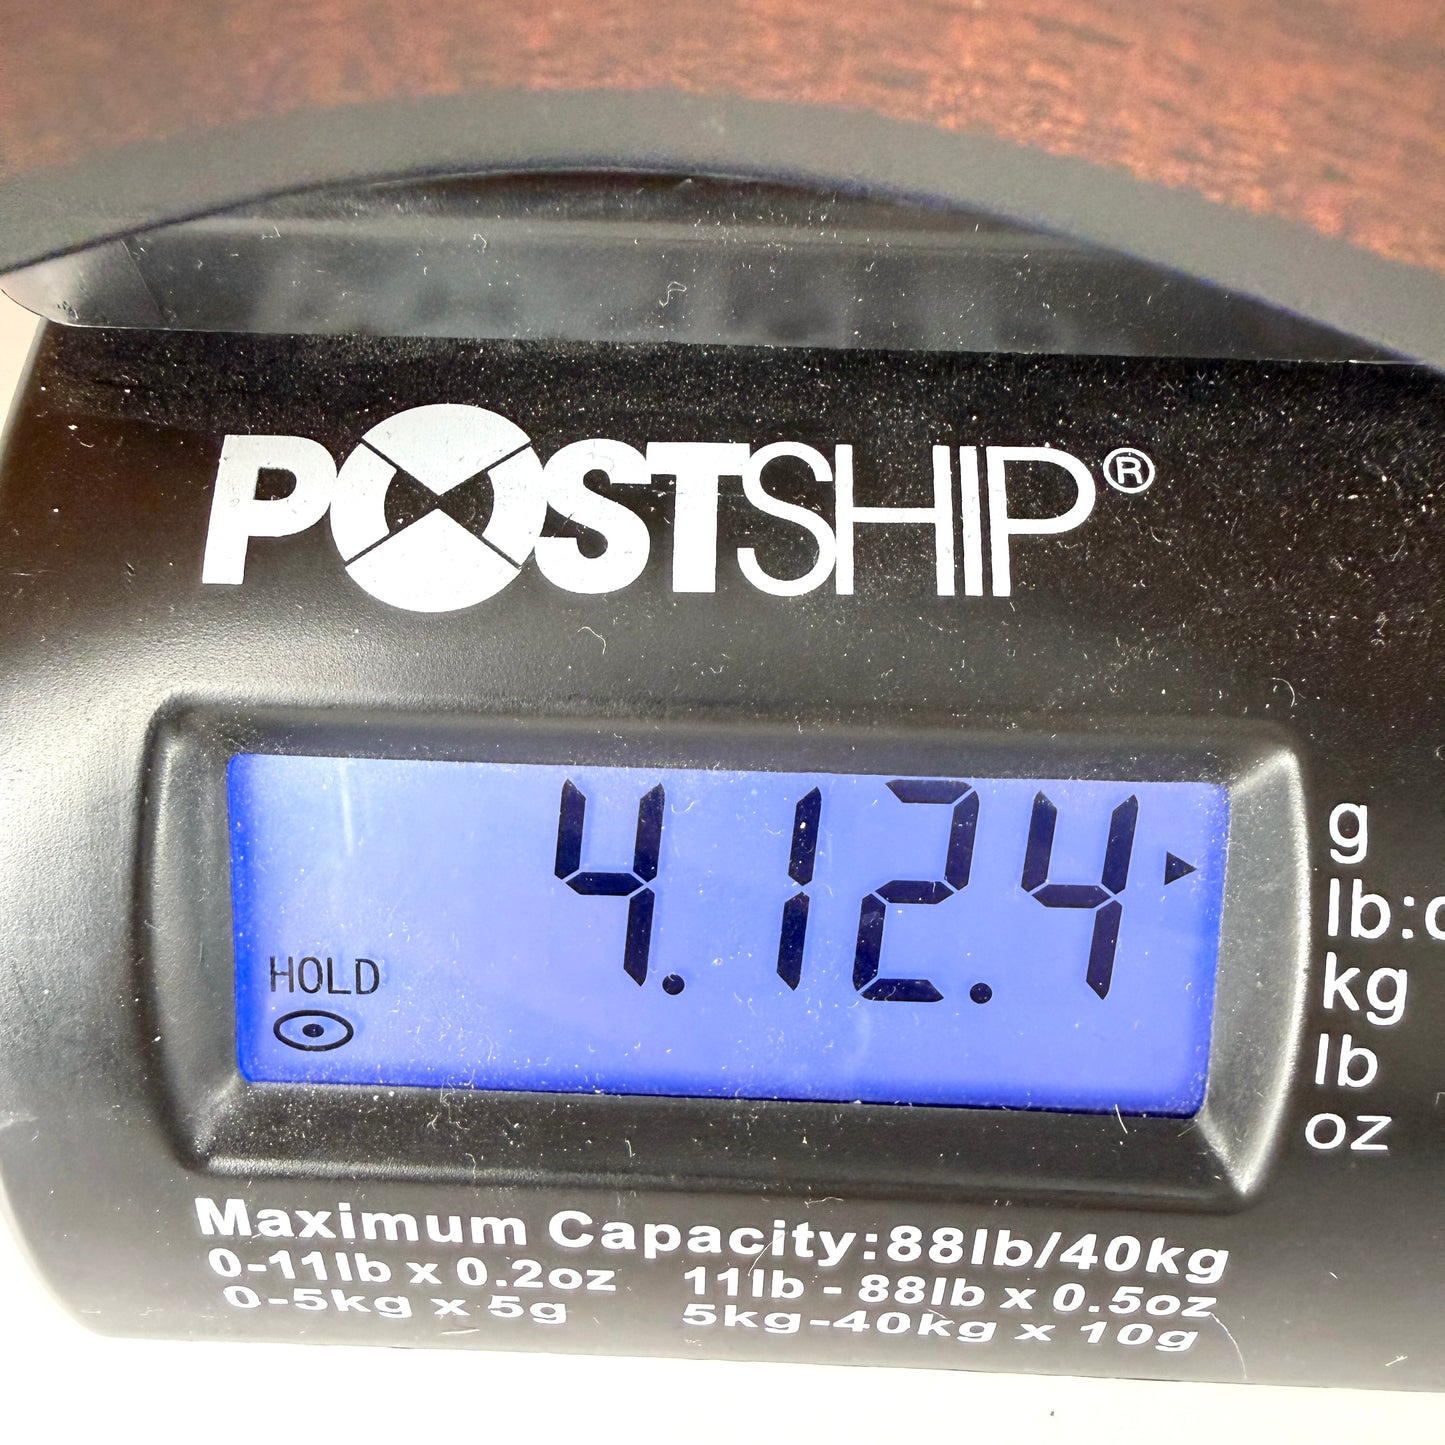 POSTSHIP®
4.12.4
HOLD
g
lb:o
kg
lb
oz
Maximum Capacity:88lb/40kg
0-11lb x 0.2oz 11lb - 88lb x 0.5oz
0-5kg x 5g 5kg-40kg x 10g